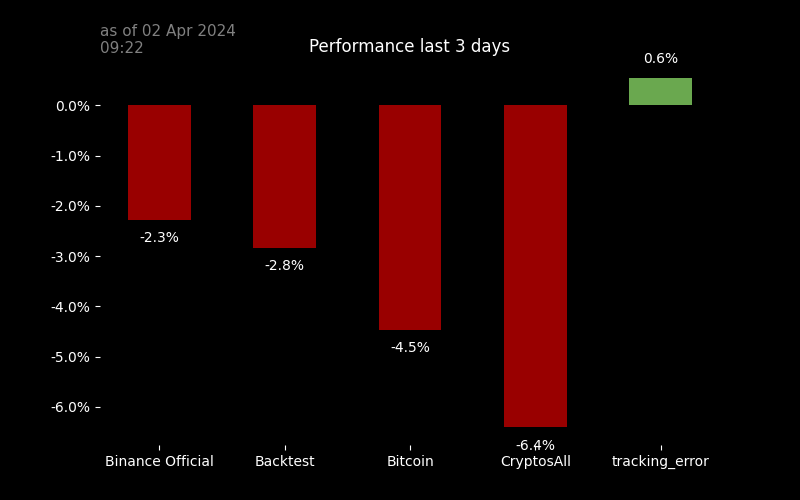 as of 02 Apr 2024
09:22
Performance last 3 days
0.6%
0.0%
-1.0%
-2.0%
-3.0%
-4.0%
-5.0%
-6.0%
-2.3%
-2.8%
-4.5%
-6.4%
Binance Official
Backtest
Bitcoin
CryptosAll
tracking_error